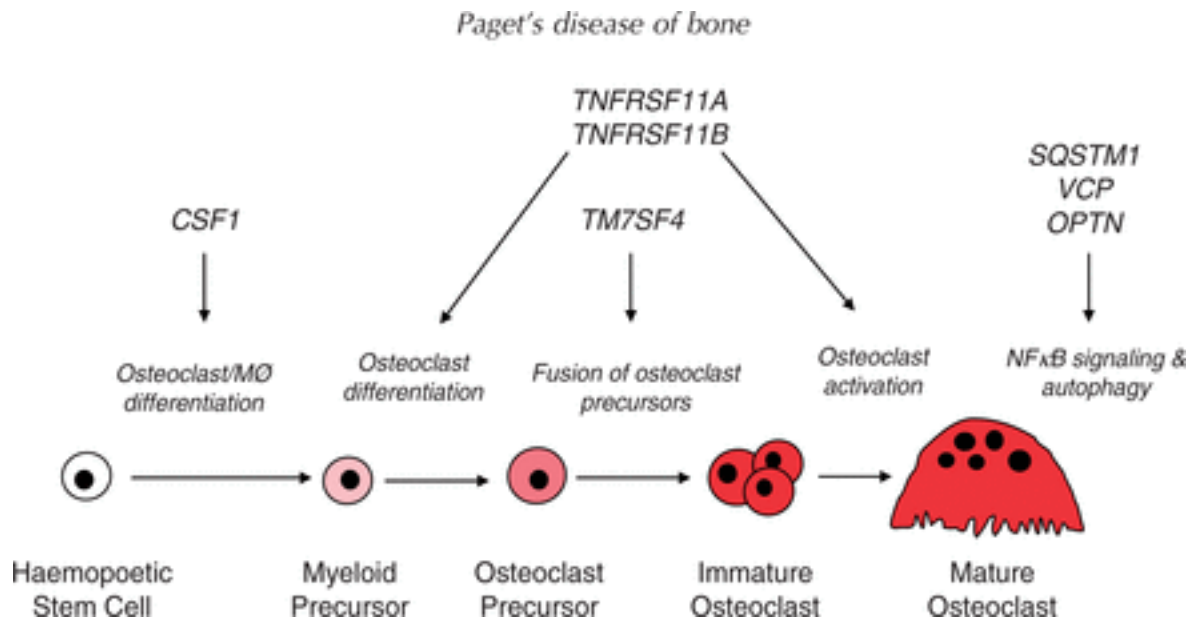 Paget's disease of bone
TNFRSF11A
TNFRSF11B
SQSTM1
VCP
OPTN
CSF1
TM7SF4
Osteoclast/MØ
differentiation
Osteoclast
differentiation
Fusion of osteoclast
precursors
Osteoclast
activation
NFκB signaling &
autophagy
Haemopoetic
Stem Cell
Myeloid
Precursor
Osteoclast
Precursor
Immature
Osteoclast
Mature
Osteoclast